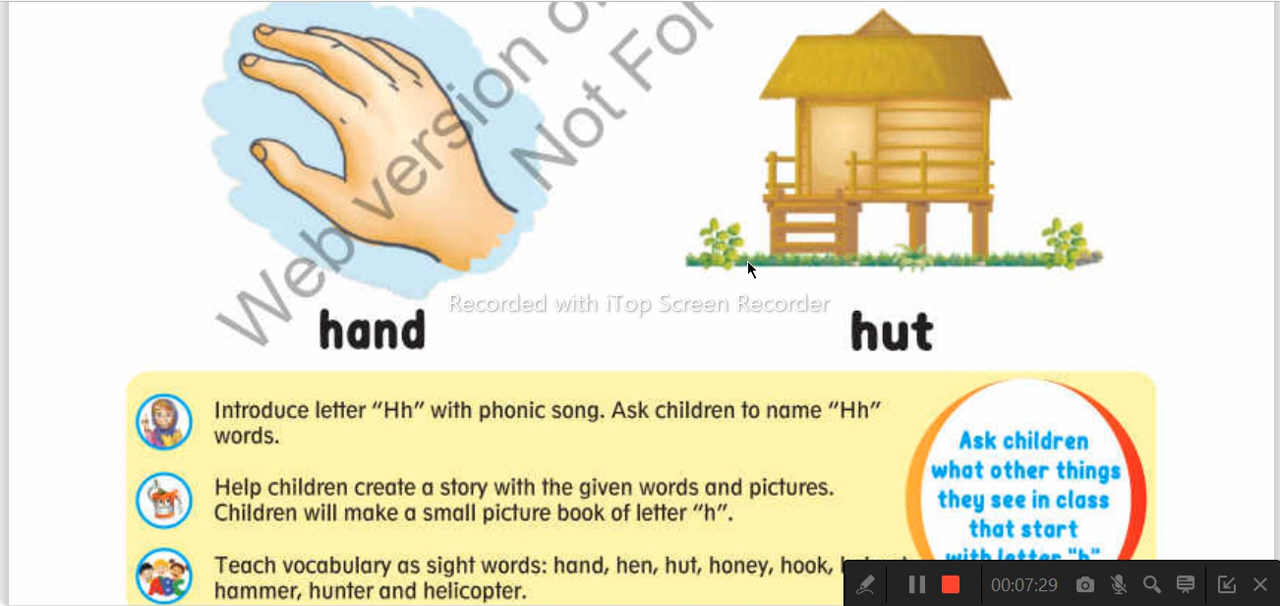 Web version o
Not For
Recorded with iTop Screen Recorder
hand
hut
Introduce letter “Hh” with phonic song. Ask children to name “Hh”
words.
Help children create a story with the given words and pictures.
Children will make a small picture book of letter “h”.
Teach vocabulary as sight words: hand, hen, hut, honey, hook,
hammer, hunter and helicopter.
Ask children
what other things
they see in class
that start
with letter "h"
ABC
00:07:29